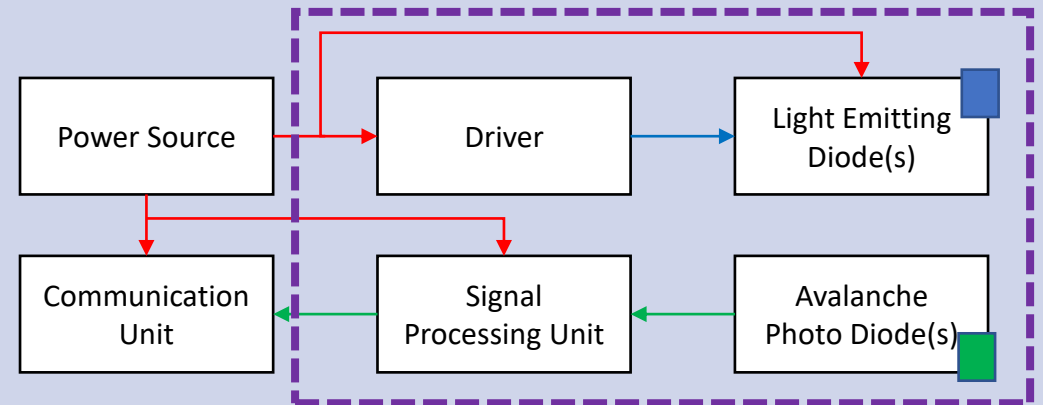 Power Source
Driver
Light Emitting
Diode(s)
Communication
Unit
Signal
Processing Unit
Avalanche
Photo Diode(s)